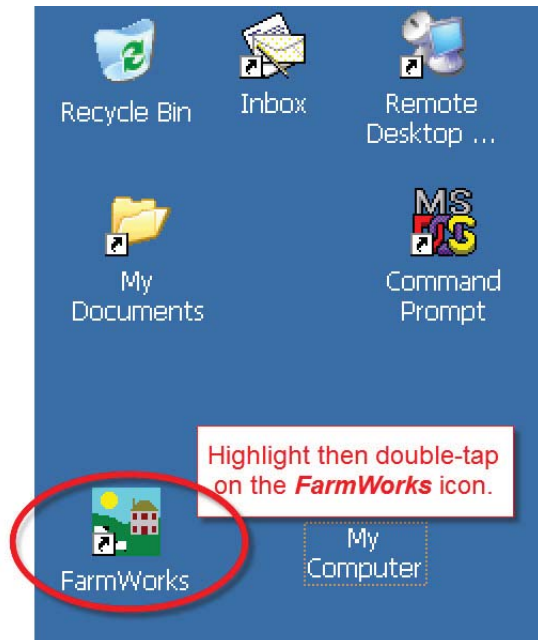 Recycle Bin
Inbox
Remote
Desktop ...
My
Documents
MS
DOS
Command
Prompt
Highlight then double-tap
on the FarmWorks icon.
FarmWorks
My
Computer